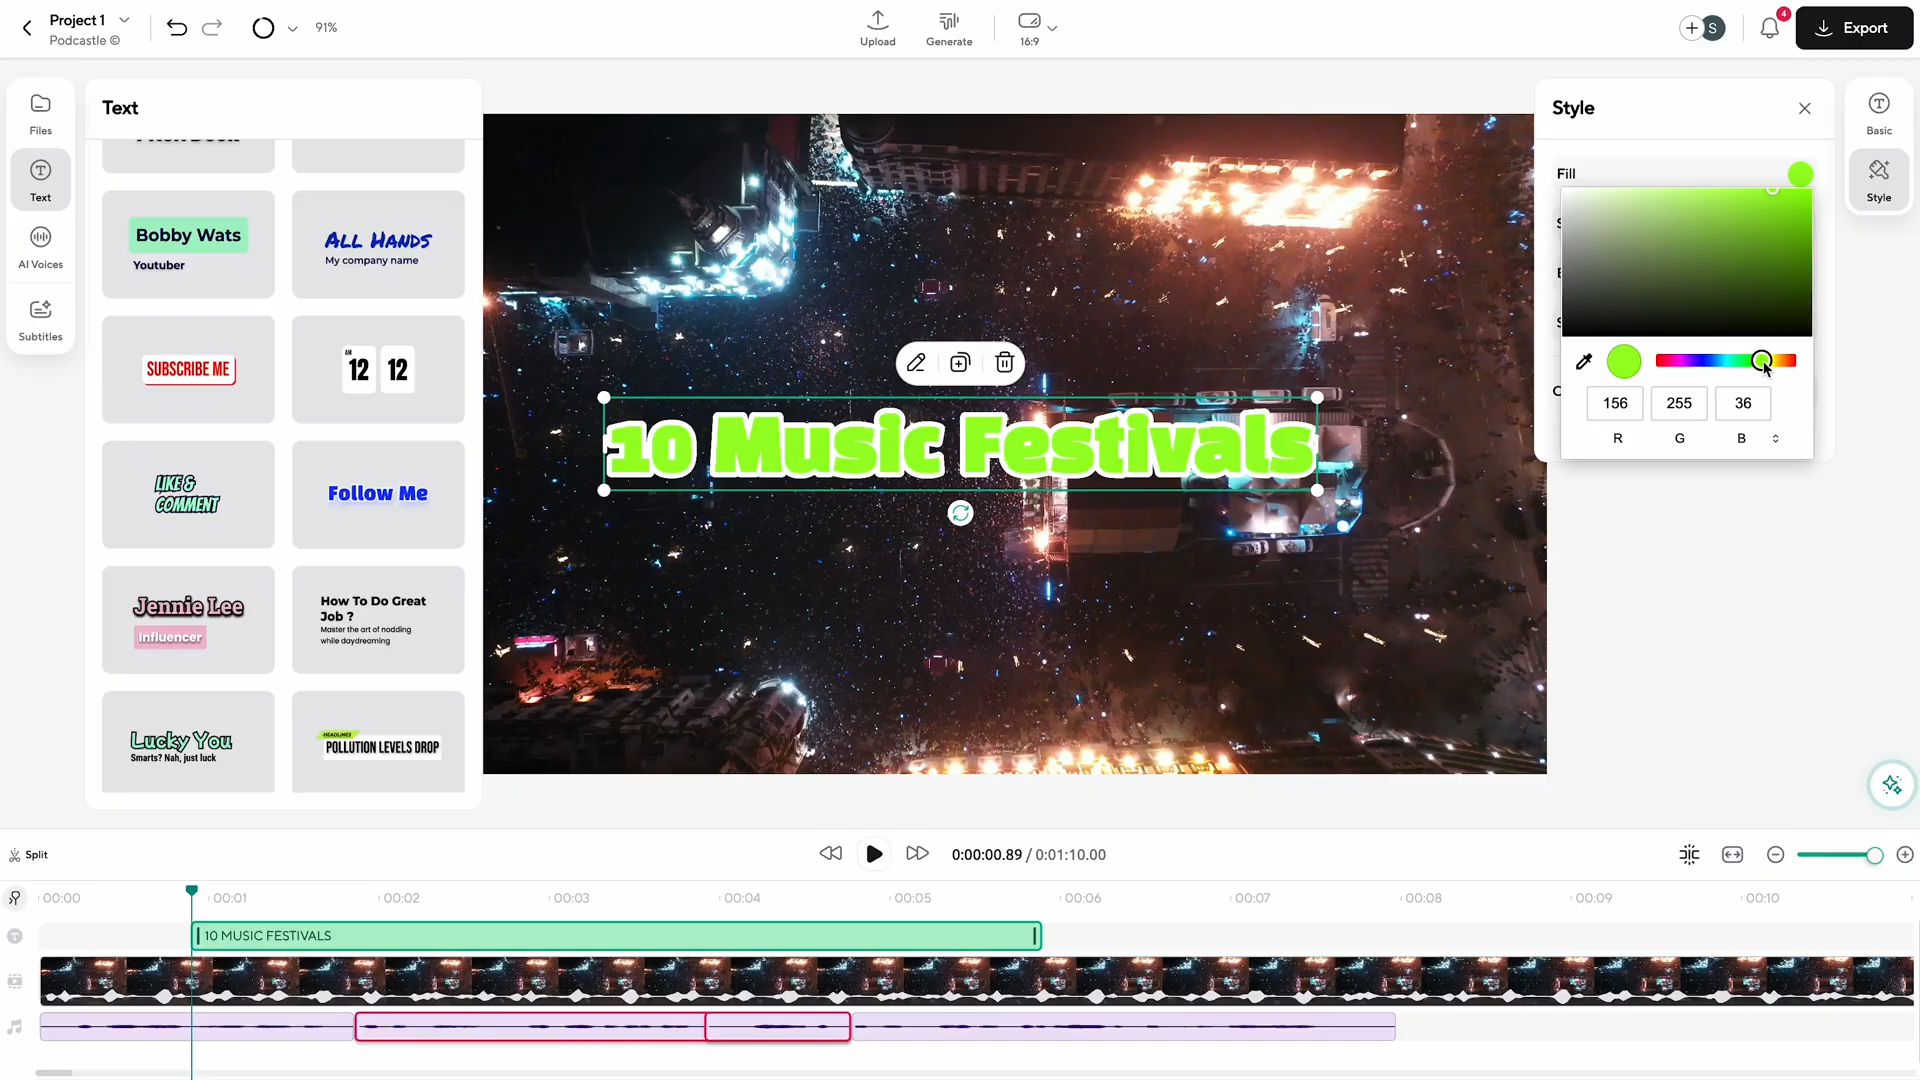 Project 1
Podcastle ©
91%
Upload
Generate
16:9
S
4
Export
Files
Text
AI Voices
Subtitles
Text
Bobby Wats
Youtuber
ALL HANDS
My company name
SUBSCRIBE ME
AM
12 12
LIKE &
COMMENT
Follow Me
Jennie Lee
Influencer
How To Do Great
Job ?
Master the art of nodding
while daydreaming
Lucky You
Smarts? Nah, just luck
HEADLINES
POLLUTION LEVELS DROP
10 Music Festivals
Style
Fill
156 255 36
R G B
Basic
Style
Split
0:00:00.89 / 0:01:10.00
00:00 00:01 00:02 00:03 00:04 00:05 00:06 00:07 00:08 00:09 00:10
10 MUSIC FESTIVALS